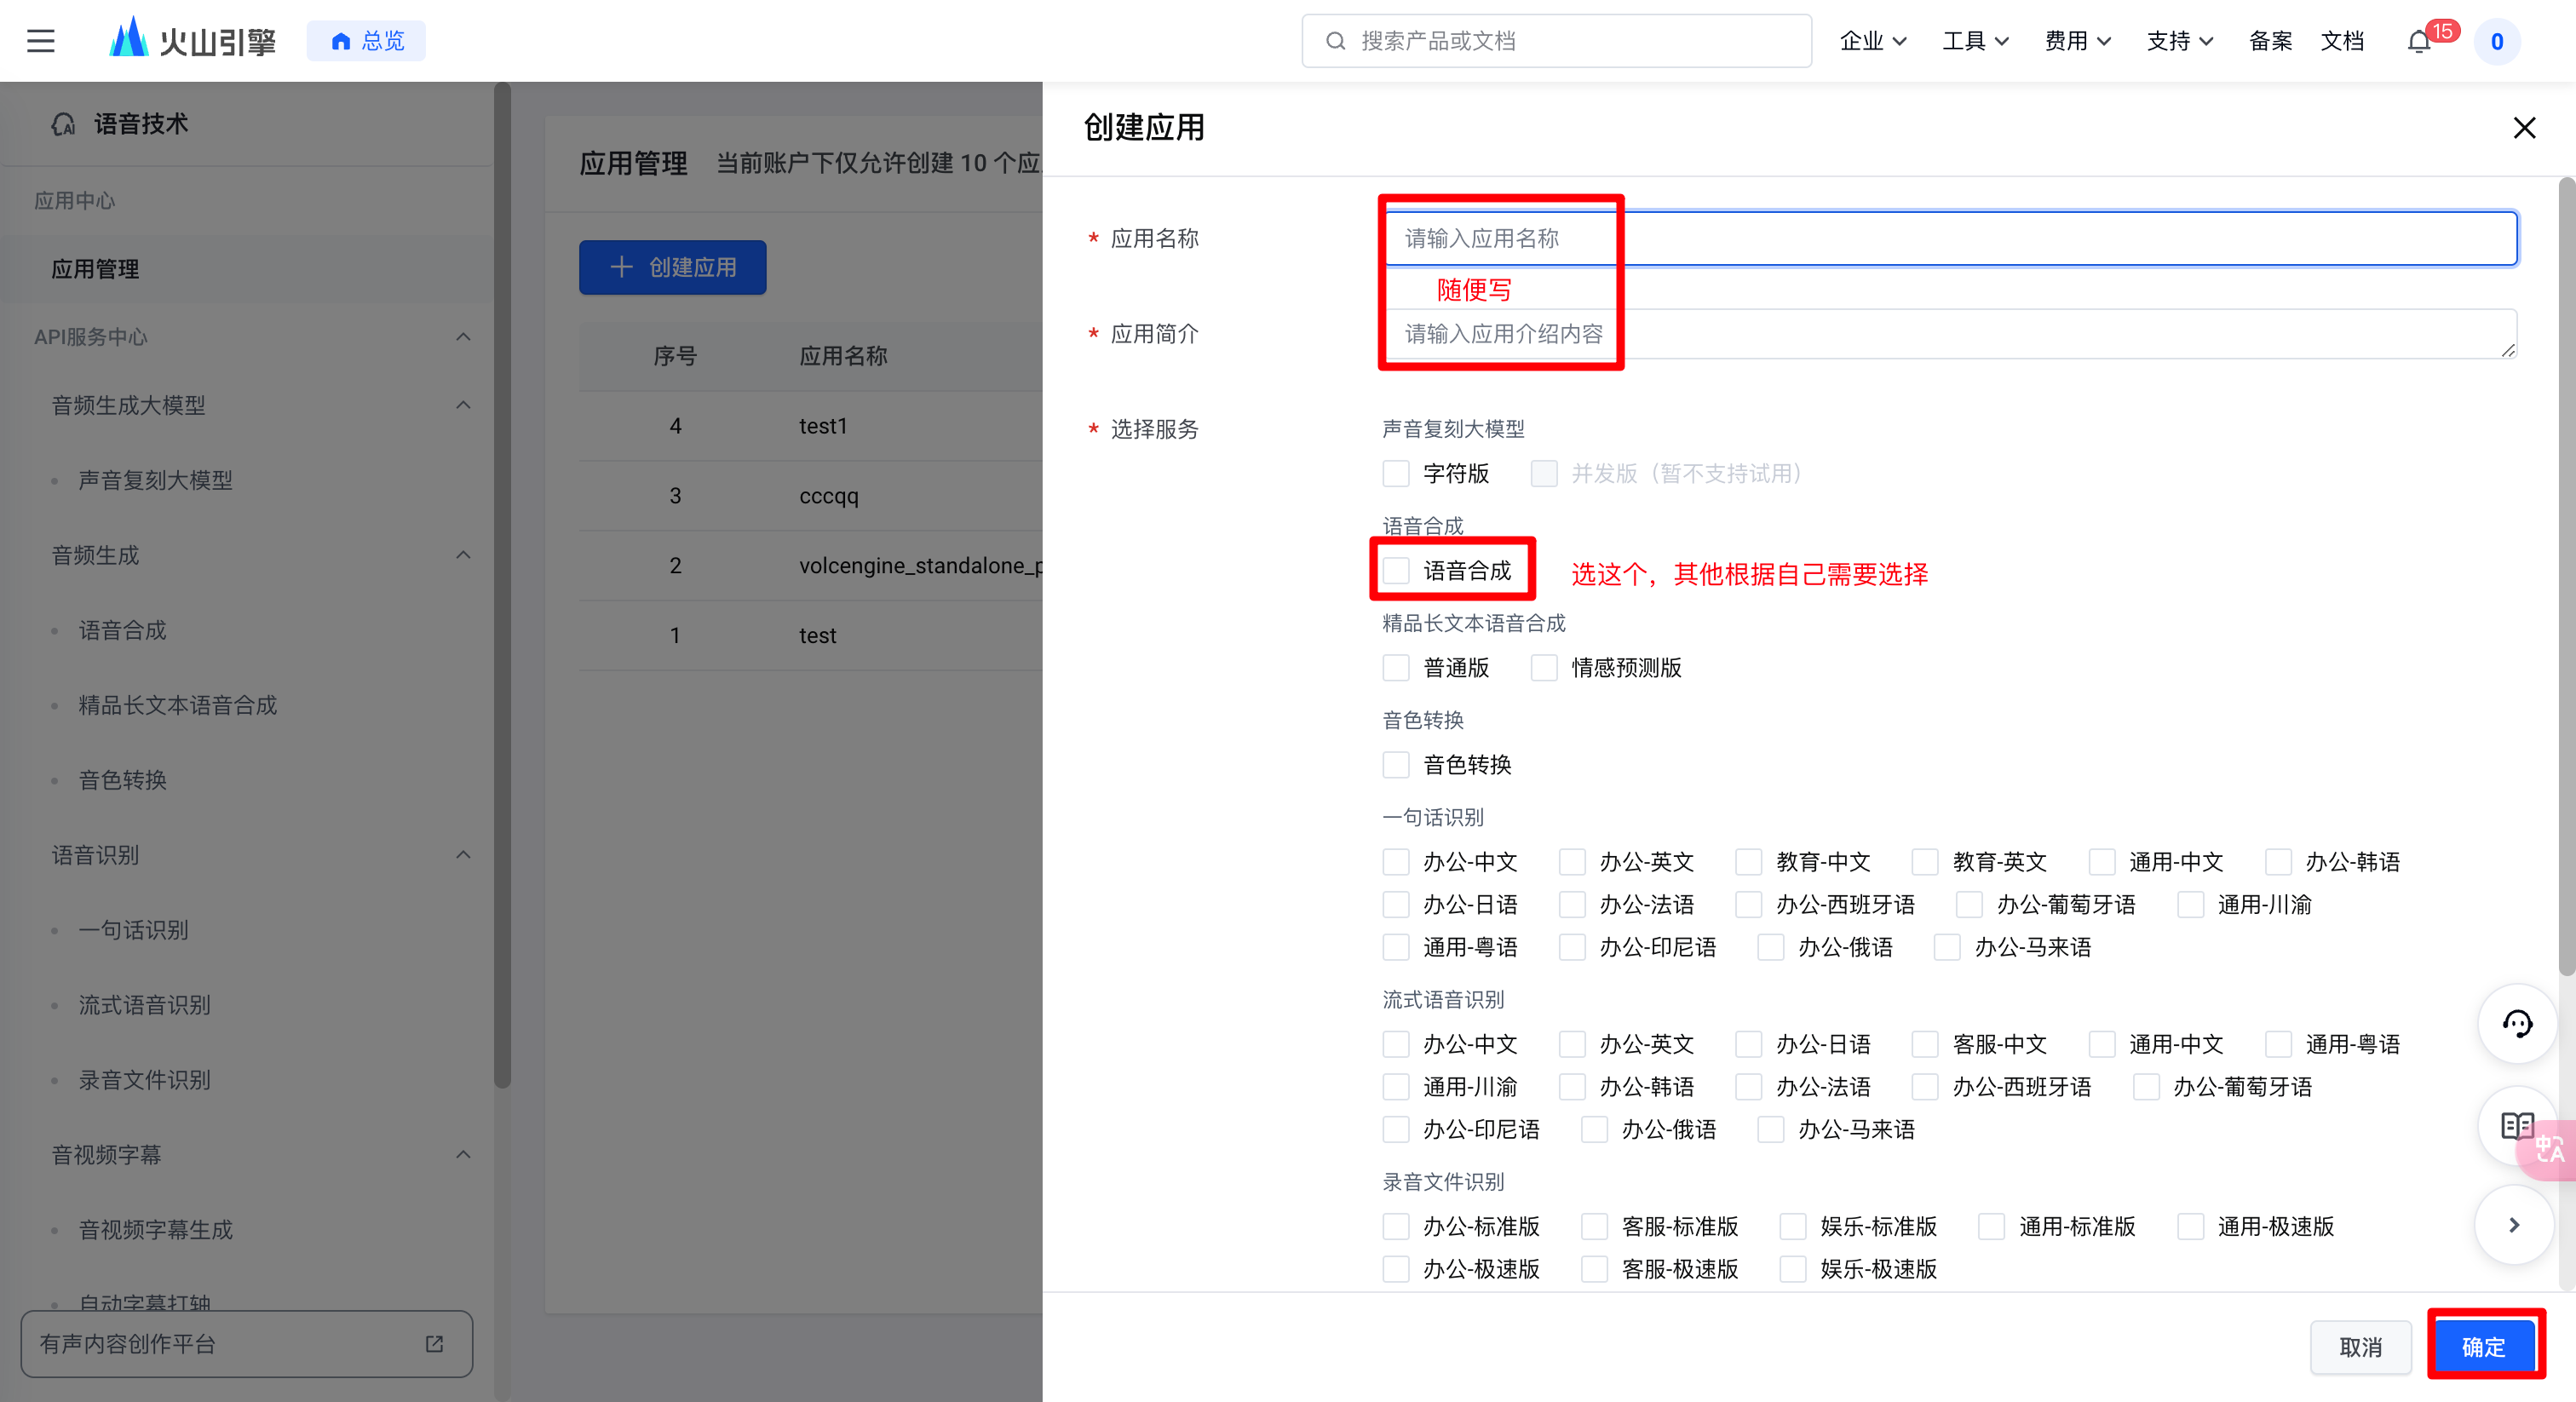 火山引擎
总览
搜索产品或文档
企业
工具
费用
支持
备案
文档
15
0
语音技术
应用中心
应用管理
API服务中心
音频生成大模型
声音复刻大模型
音频生成
语音合成
精品长文本语音合成
音色转换
语音识别
一句话识别
流式语音识别
录音文件识别
音视频字幕
音视频字幕生成
自动字幕打轴
有声内容创作平台
应用管理 当前账户下仅允许创建 10 个应
创建应用
序号 应用名称
4 test1
3 cccqq
2 volcengine_standalone_p
1 test
创建应用
* 应用名称
请输入应用名称
随便写
* 应用简介
请输入应用介绍内容
* 选择服务
声音复刻大模型
字符版 并发版（暂不支持试用）
语音合成
语音合成
选这个，其他根据自己需要选择
精品长文本语音合成
普通版 情感预测版
音色转换
音色转换
一句话识别
办公-中文 办公-英文 教育-中文 教育-英文 通用-中文 办公-韩语
办公-日语 办公-法语 办公-西班牙语 办公-葡萄牙语 通用-川渝
通用-粤语 办公-印尼语 办公-俄语 办公-马来语
流式语音识别
办公-中文 办公-英文 办公-日语 客服-中文 通用-中文 通用-粤语
通用-川渝 办公-韩语 办公-法语 办公-西班牙语 办公-葡萄牙语
办公-印尼语 办公-俄语 办公-马来语
录音文件识别
办公-标准版 客服-标准版 娱乐-标准版 通用-标准版 通用-极速版
办公-极速版 客服-极速版 娱乐-极速版
取消
确定